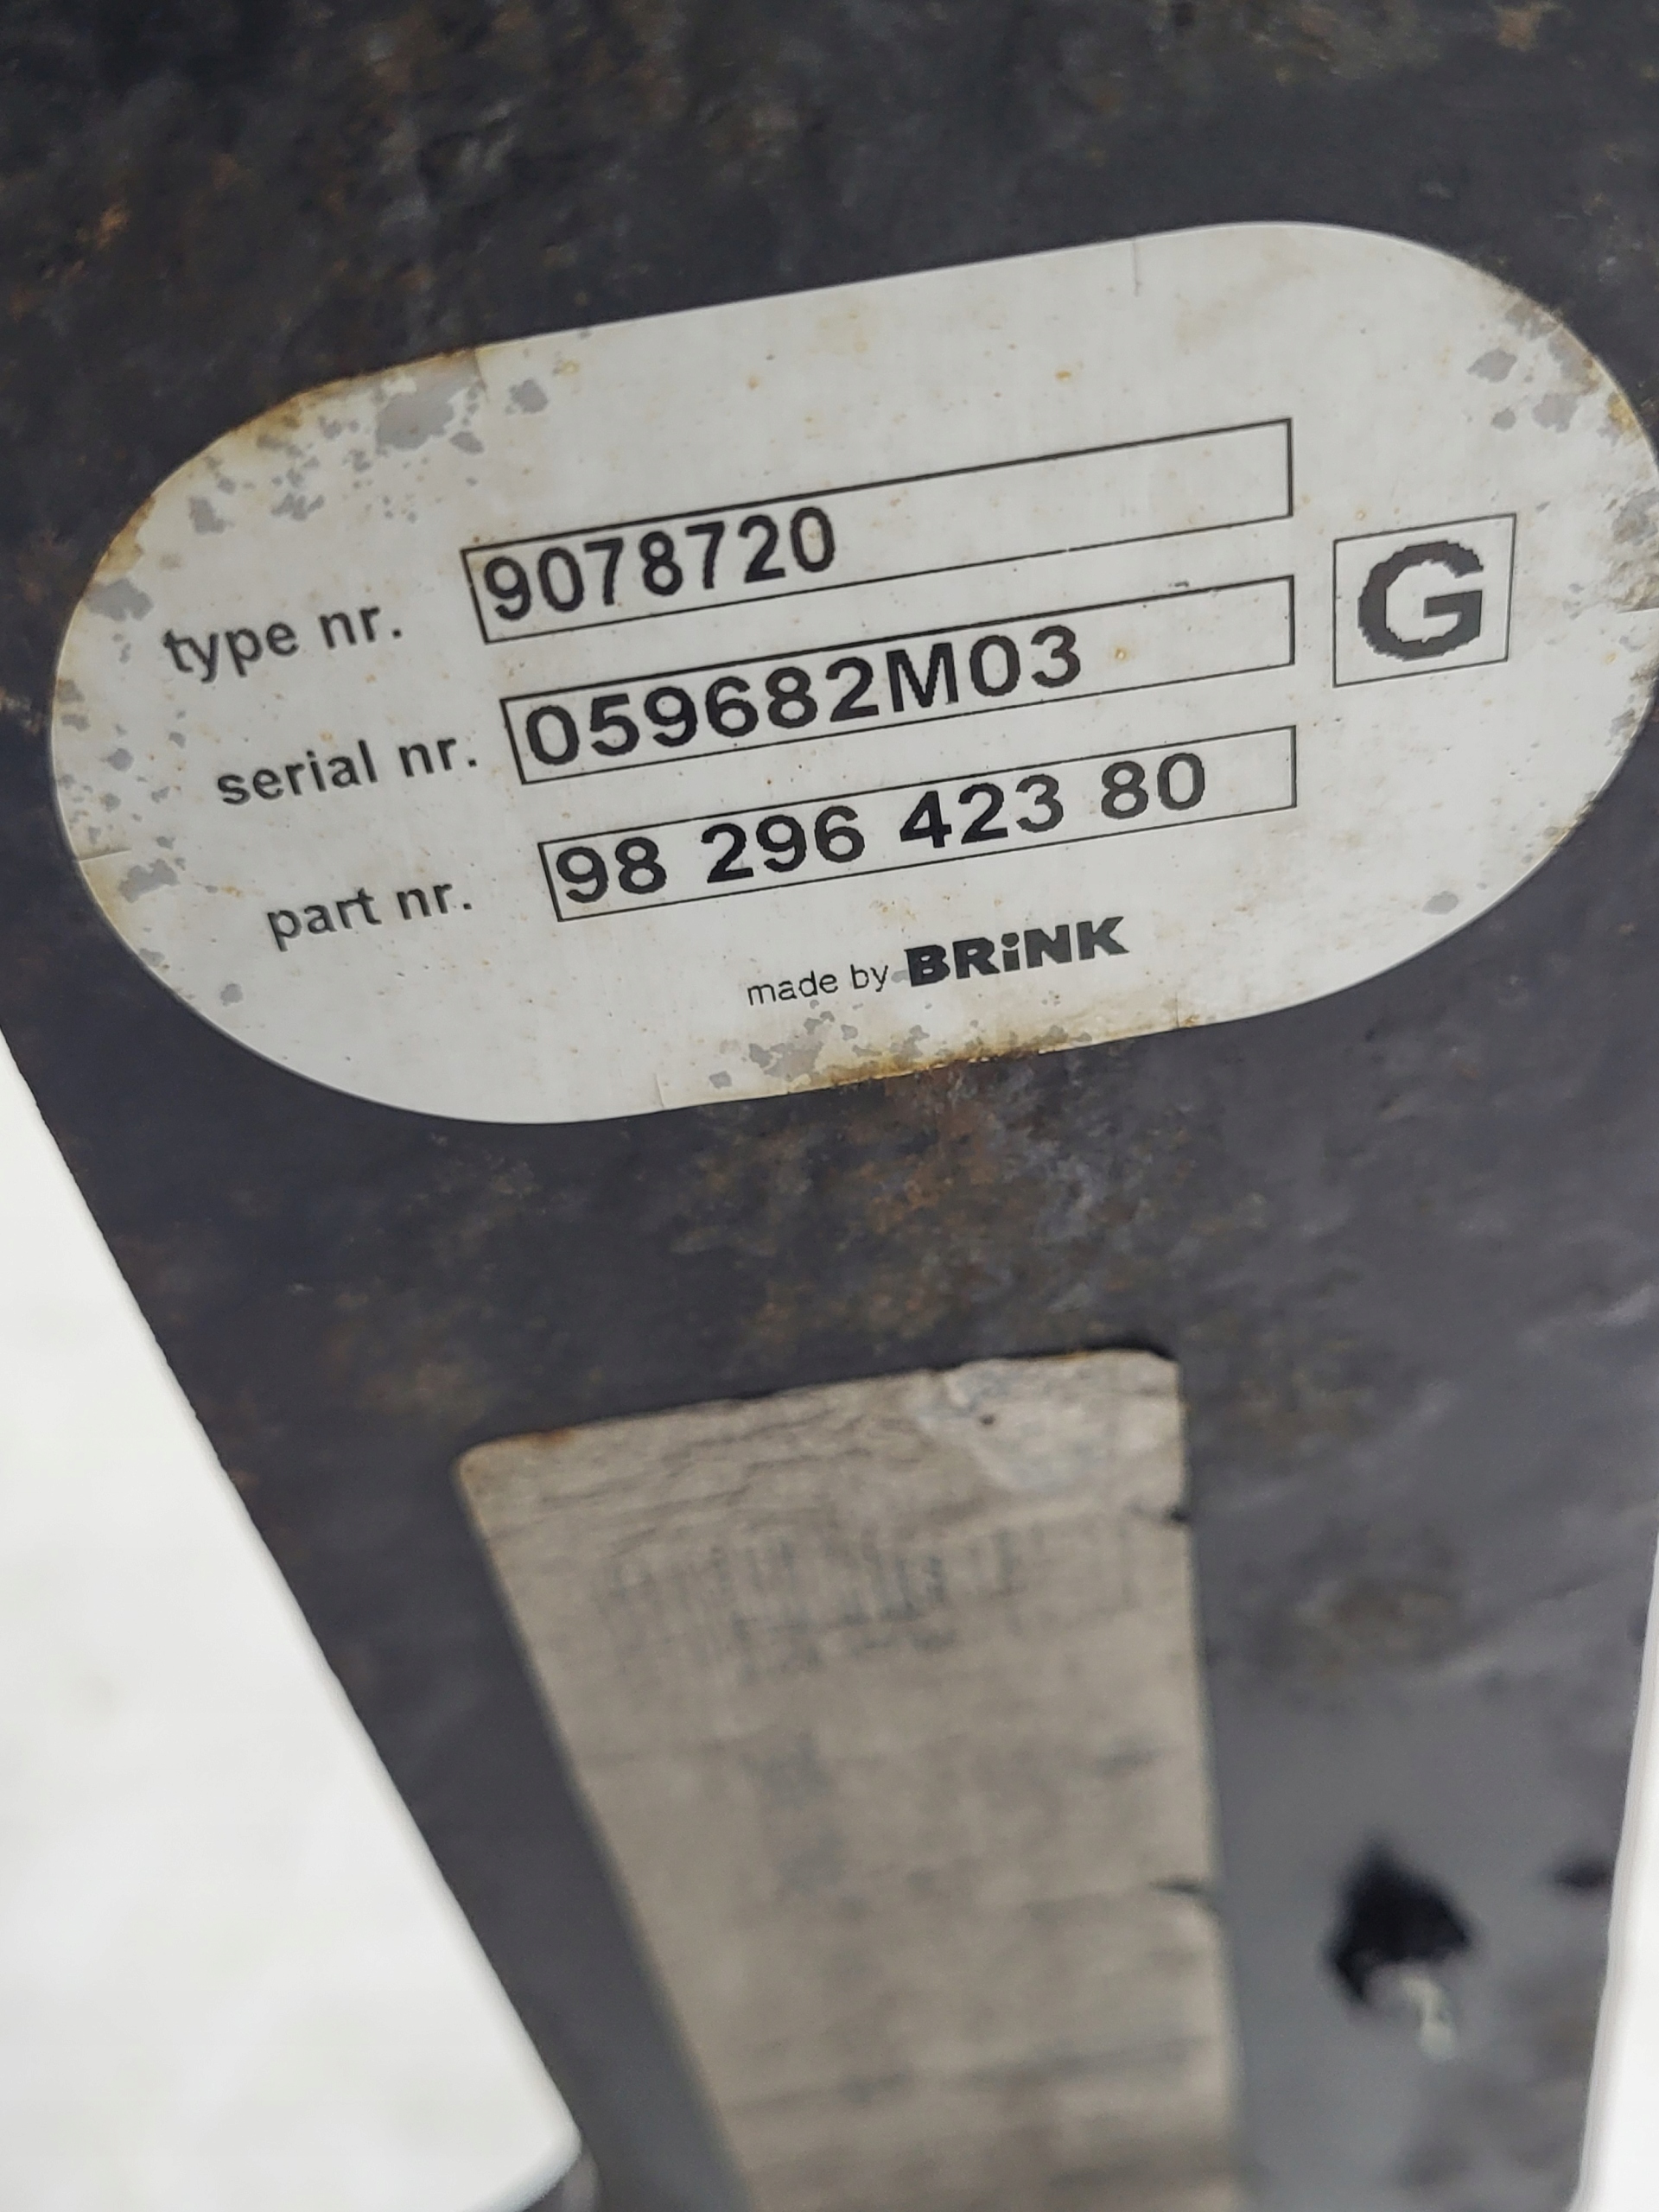 type nr. 9078720
serial nr. 059682M03
G
part nr. 98 296 423 80
made by BRiNK